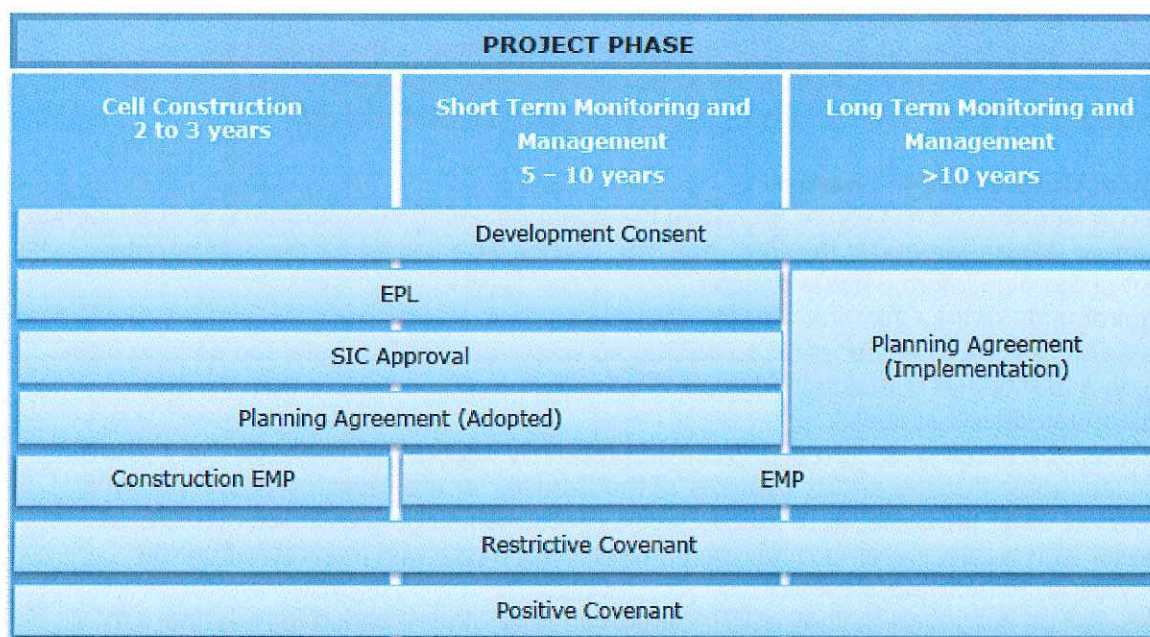 PROJECT PHASE
Cell Construction
2 to 3 years
Short Term Monitoring and
Management
5 – 10 years
Long Term Monitoring and
Management
>10 years
Development Consent
EPL
SIC Approval
Planning Agreement (Adopted)
Planning Agreement
(Implementation)
Construction EMP
EMP
Restrictive Covenant
Positive Covenant